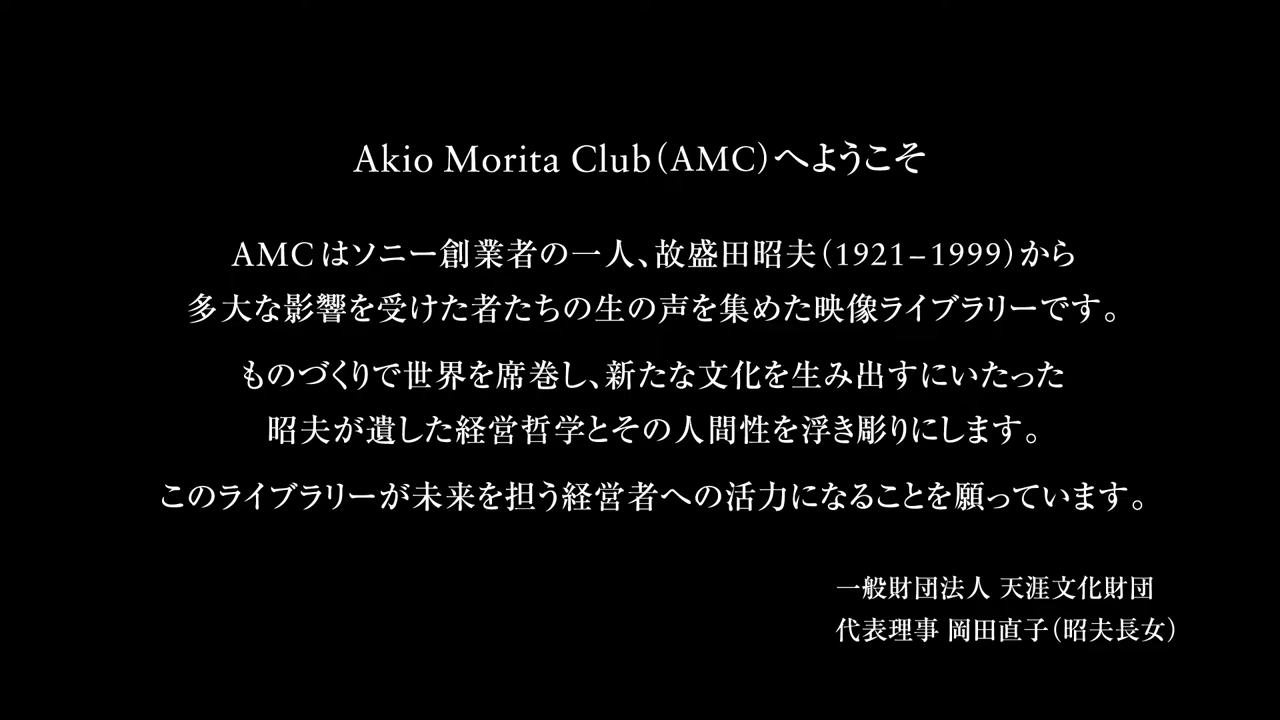 Akio Morita Club（AMC）へようこそ
AMCはソニー創業者の一人、故盛田昭夫（1921–1999）から
多大な影響を受けた者たちの生の声を集めた映像ライブラリーです。
ものづくりで世界を席巻し、新たな文化を生み出すにいたった
昭夫が遺した経営哲学とその人間性を浮き彫りにします。
このライブラリーが未来を担う経営者への活力になることを願っています。
一般財団法人 天涯文化財団
代表理事 岡田直子（昭夫長女）